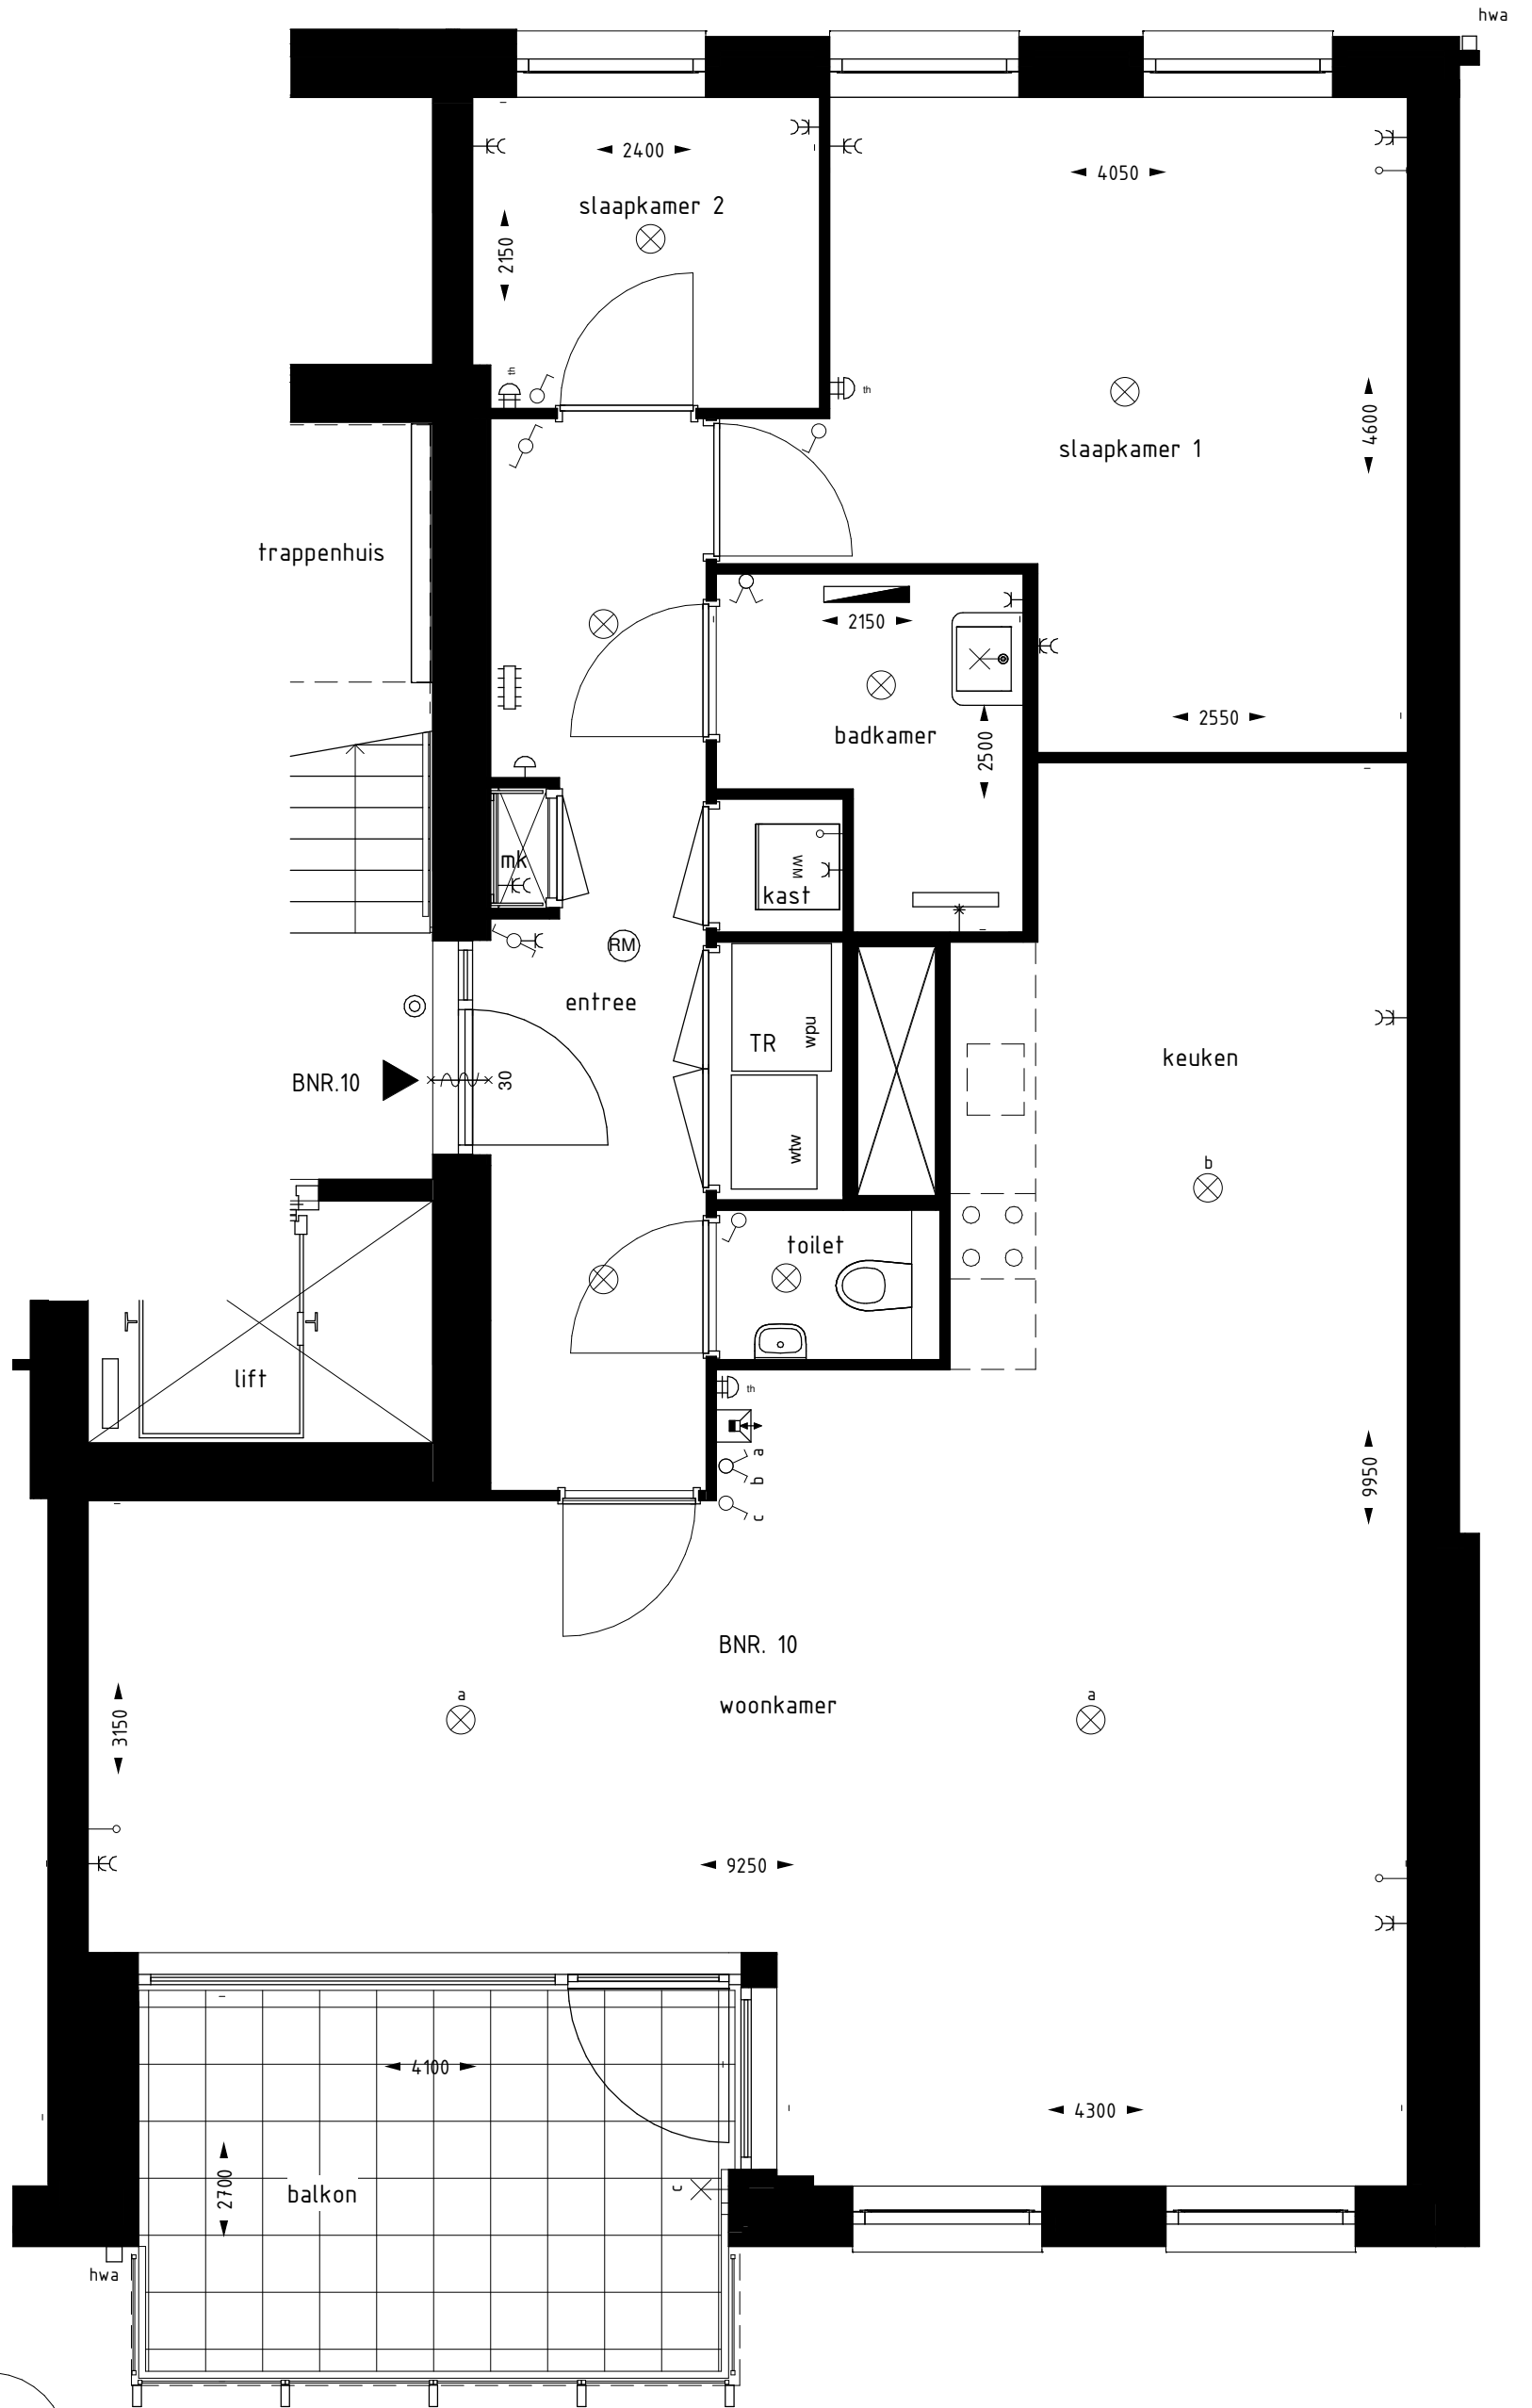 hwa
2400
4050
slaapkamer 2
2150
th
th
4600
slaapkamer 1
trappenhuis
2150
2550
badkamer
2500
mk
WM
kast
RM
entree
TR
wpu
keuken
BNR.10
30
wtw
b
toilet
lift
th
a
b
c
9950
BNR. 10
woonkamer
a
a
3150
9250
4100
4300
2700
balkon
c
hwa